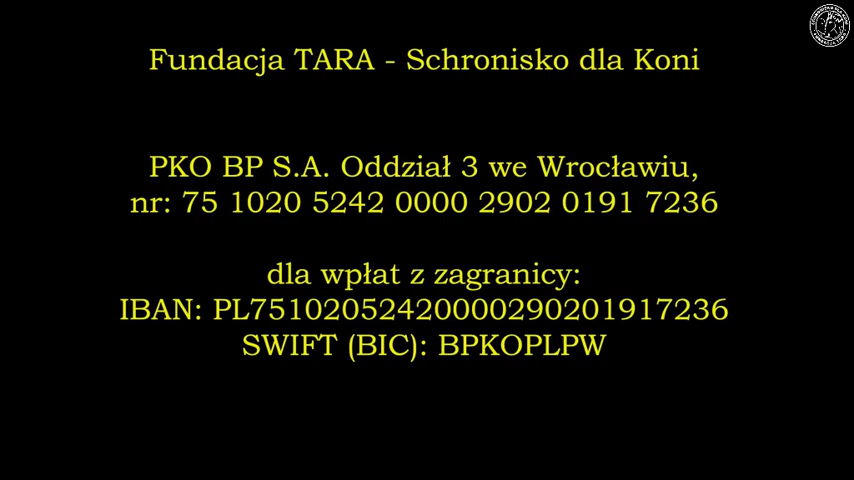 Fundacja TARA - Schronisko dla Koni
PKO BP S.A. Oddział 3 we Wrocławiu,
nr: 75 1020 5242 0000 2902 0191 7236
dla wpłat z zagranicy:
IBAN: PL75102052420000290201917236
SWIFT (BIC): BPKOPLPW